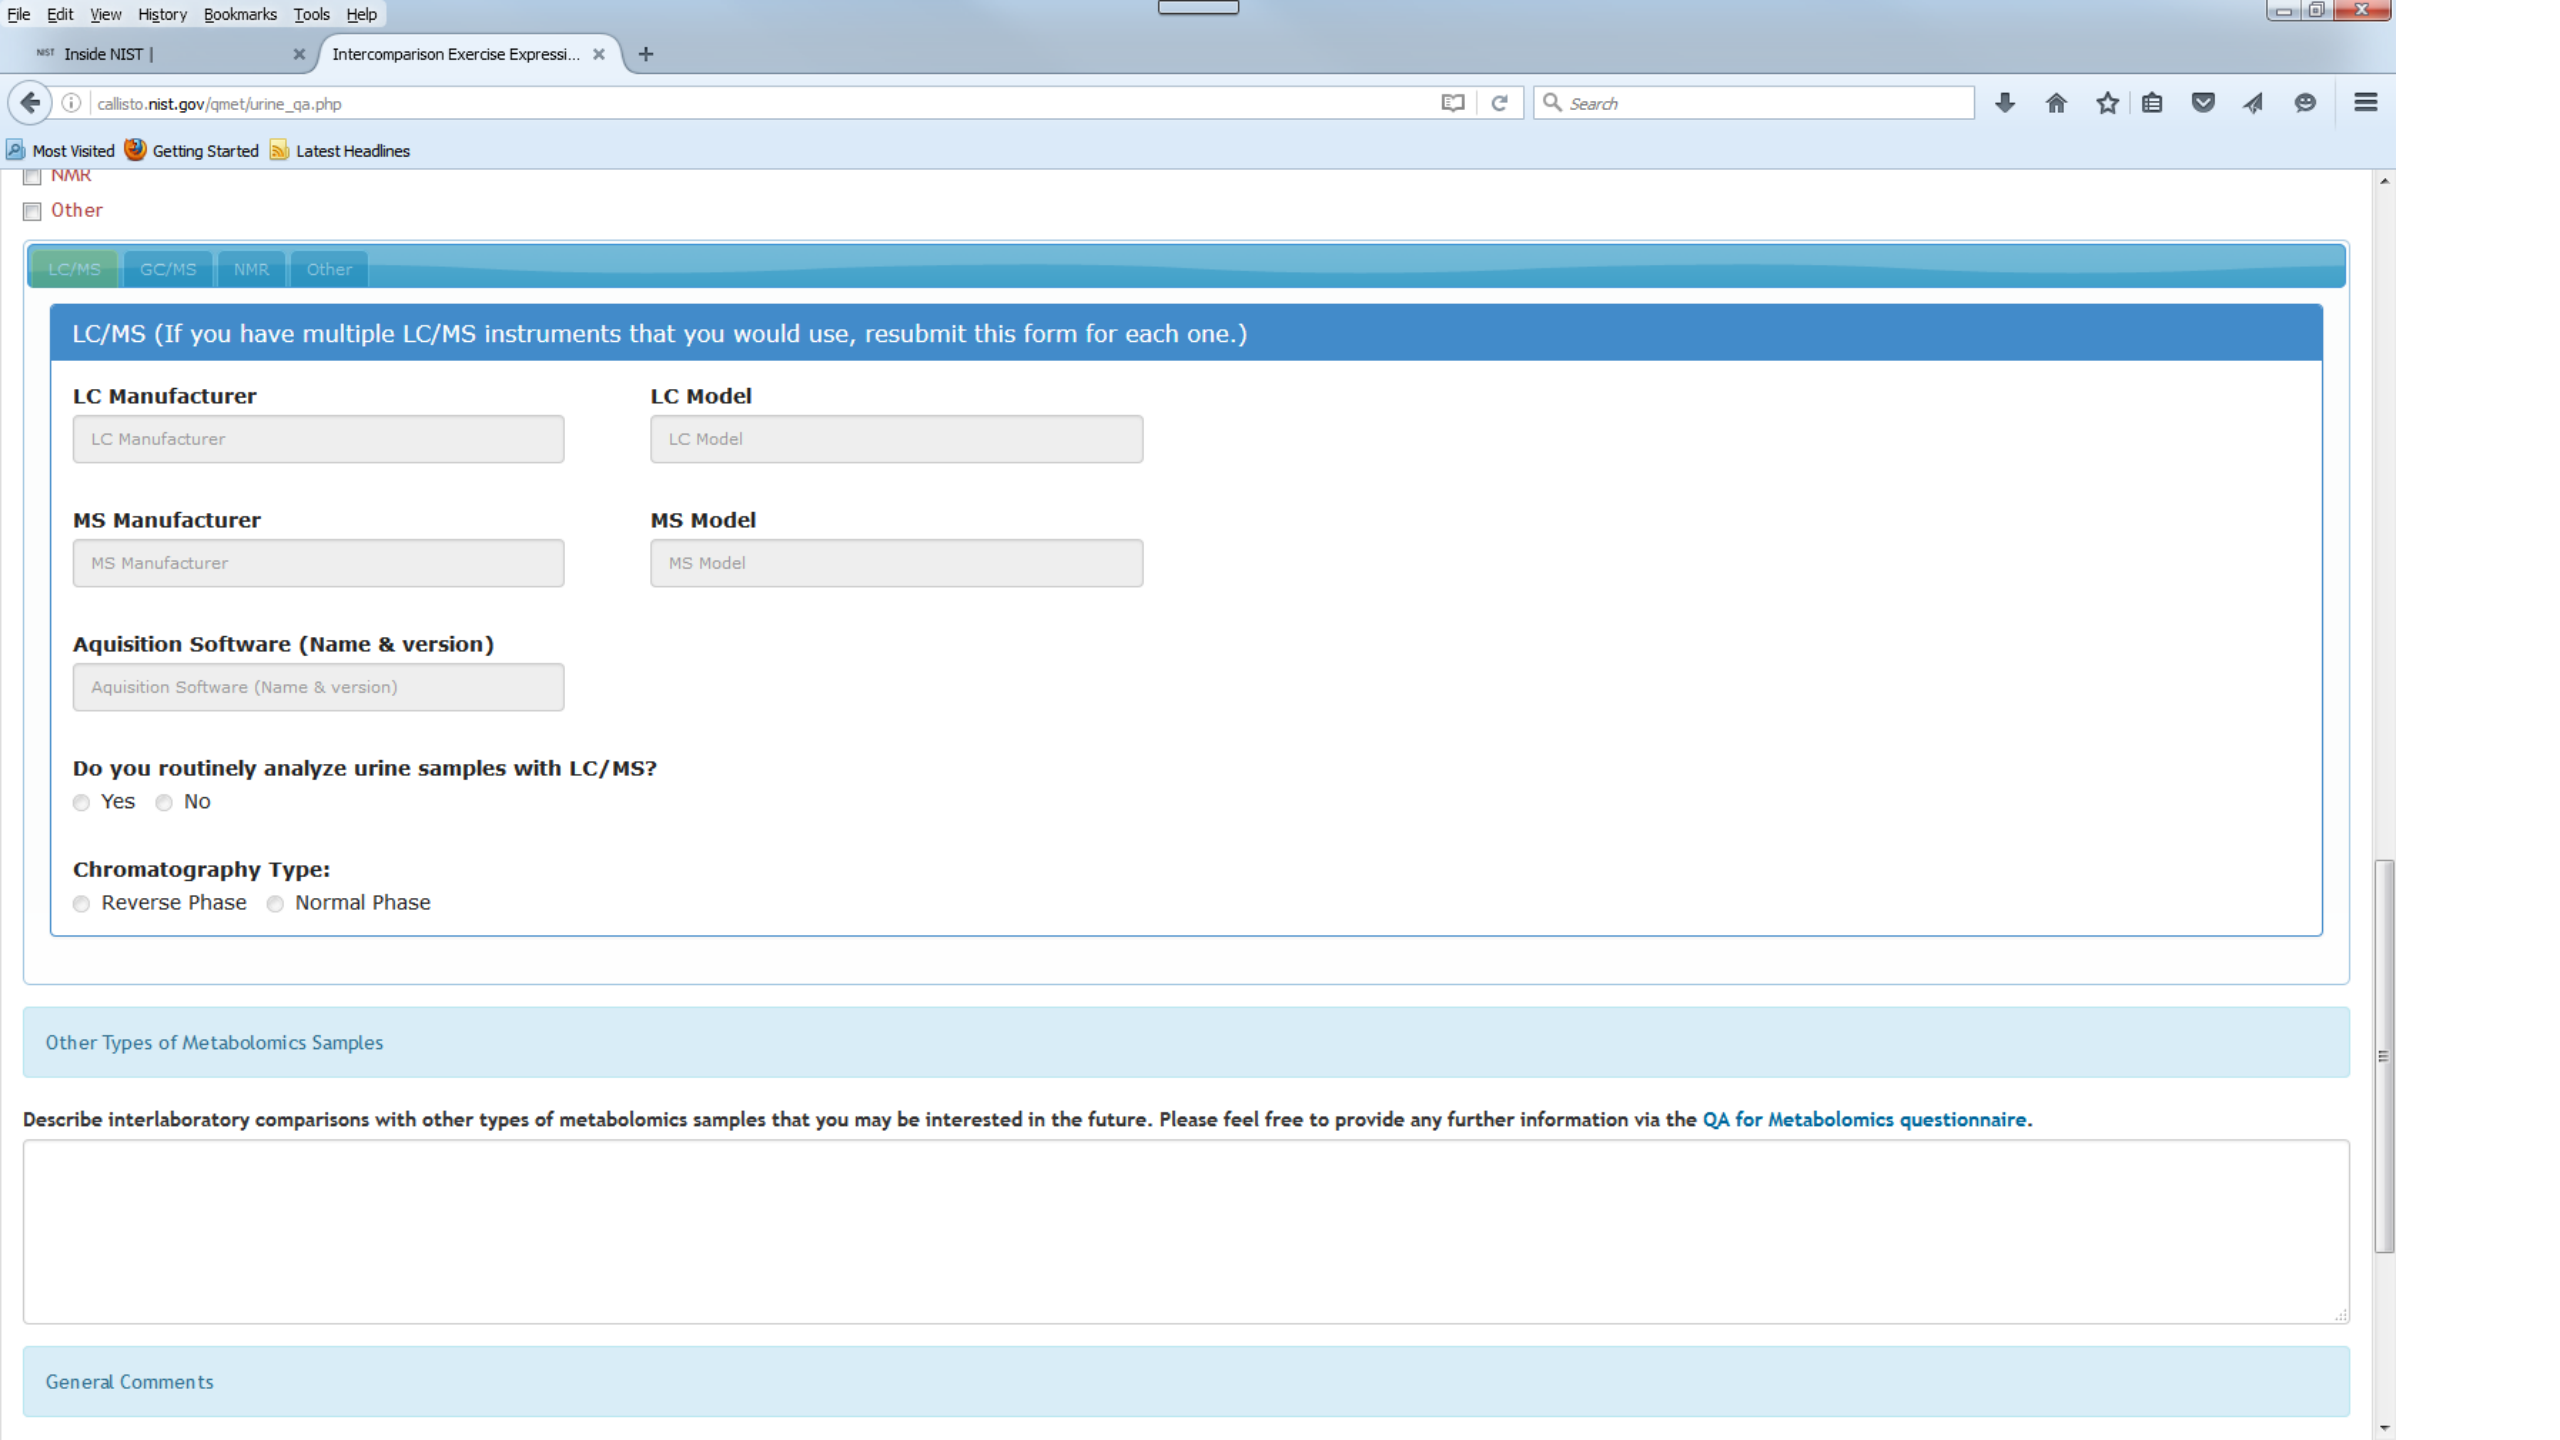 File Edit View History Bookmarks Tools Help
NIST Inside NIST | Intercomparison Exercise Expressi...
callisto.nist.gov/qmet/urine_qa.php Search
Most Visited Getting Started Latest Headlines
NMR
Other
LC/MS GC/MS NMR Other
LC/MS (If you have multiple LC/MS instruments that you would use, resubmit this form for each one.)
LC Manufacturer LC Model
LC Manufacturer LC Model
MS Manufacturer MS Model
MS Manufacturer MS Model
Aquisition Software (Name & version)
Aquisition Software (Name & version)
Do you routinely analyze urine samples with LC/MS?
Yes No
Chromatography Type:
Reverse Phase Normal Phase
Other Types of Metabolomics Samples
Describe interlaboratory comparisons with other types of metabolomics samples that you may be interested in the future. Please feel free to provide any further information via the QA for Metabolomics questionnaire.
General Comments